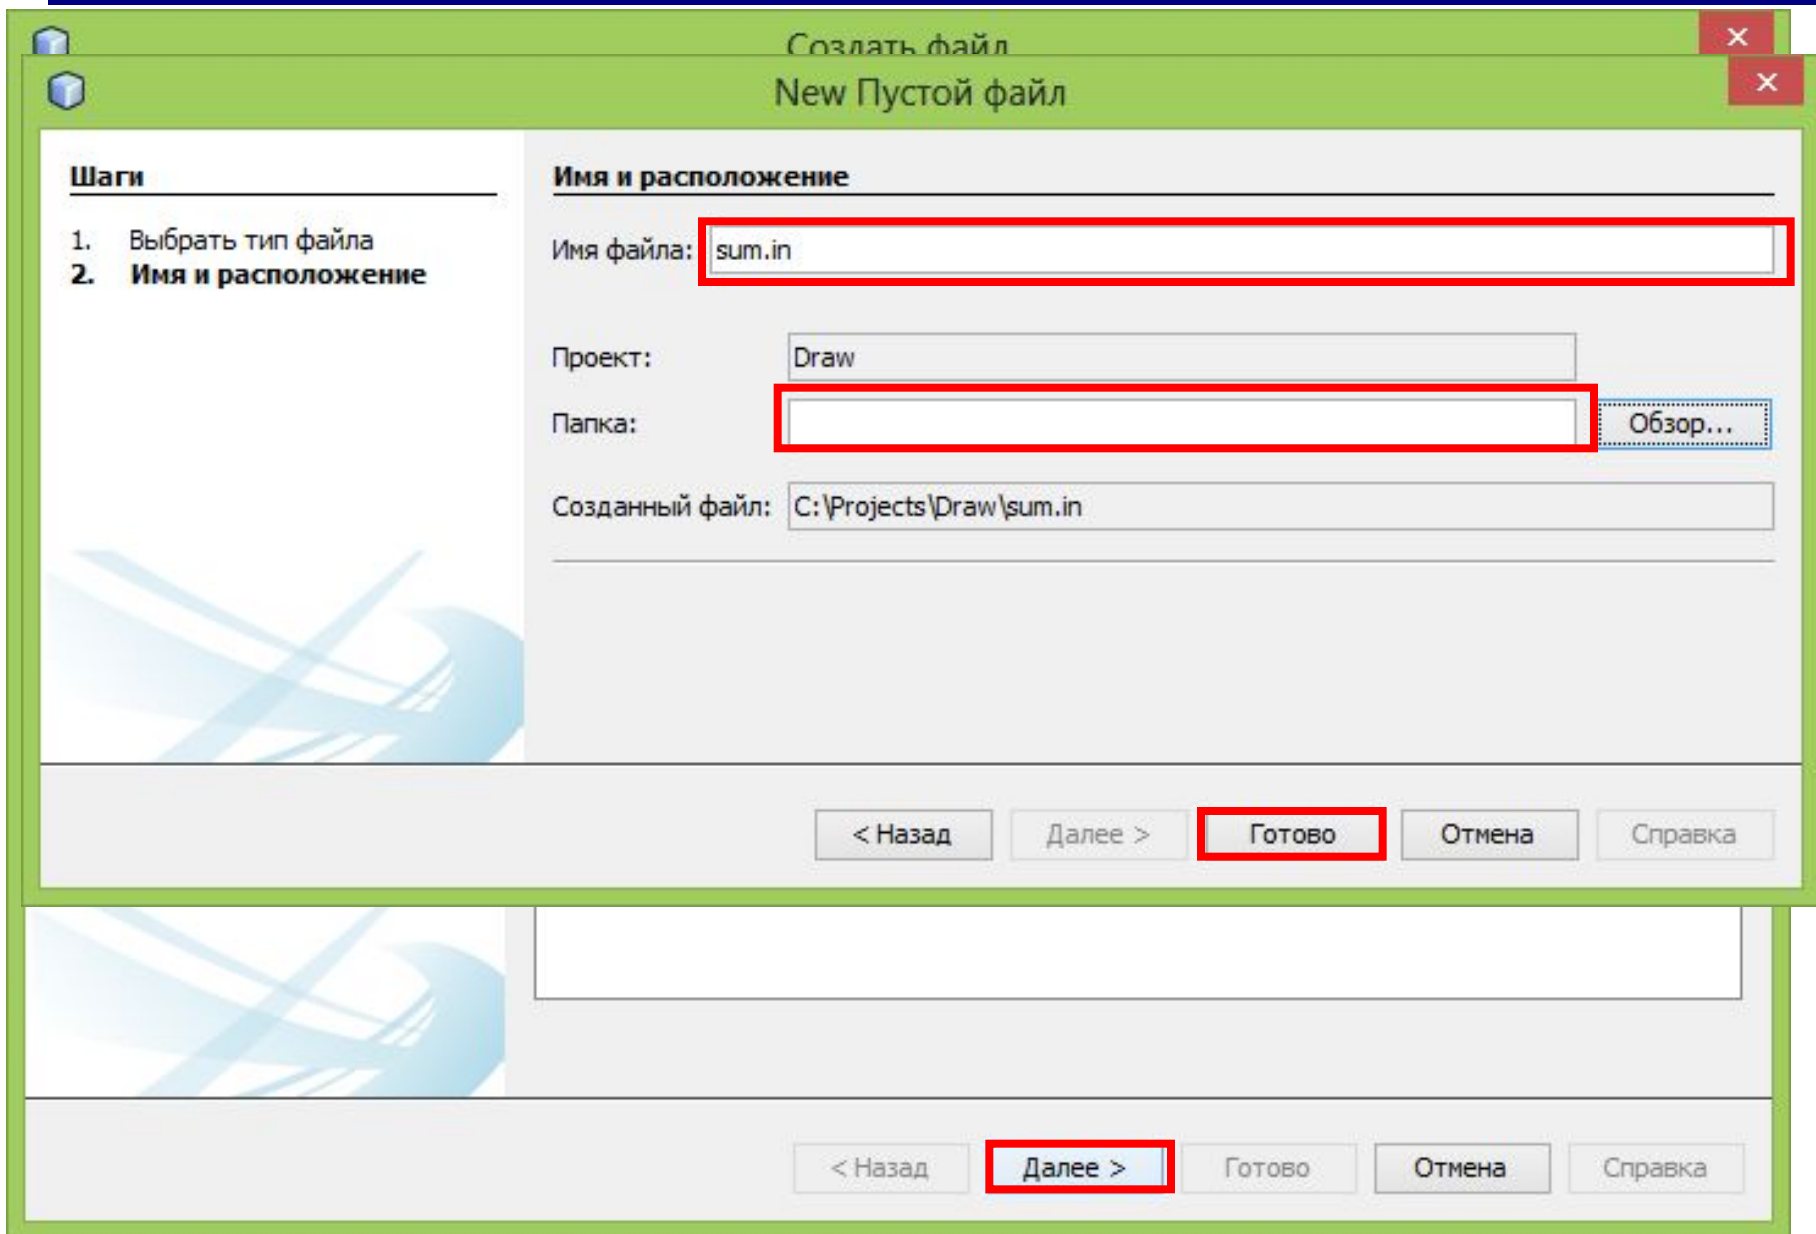 Создать файл
New Пустой файл
Шаги
1. Выбрать тип файла
2. Имя и расположение
Имя и расположение
Имя файла: sum.in
Проект: Draw
Папка: Обзор...
Созданный файл: C:\Projects\Draw\sum.in
< Назад Далее > Готово Отмена Справка
< Назад Далее > Готово Отмена Справка